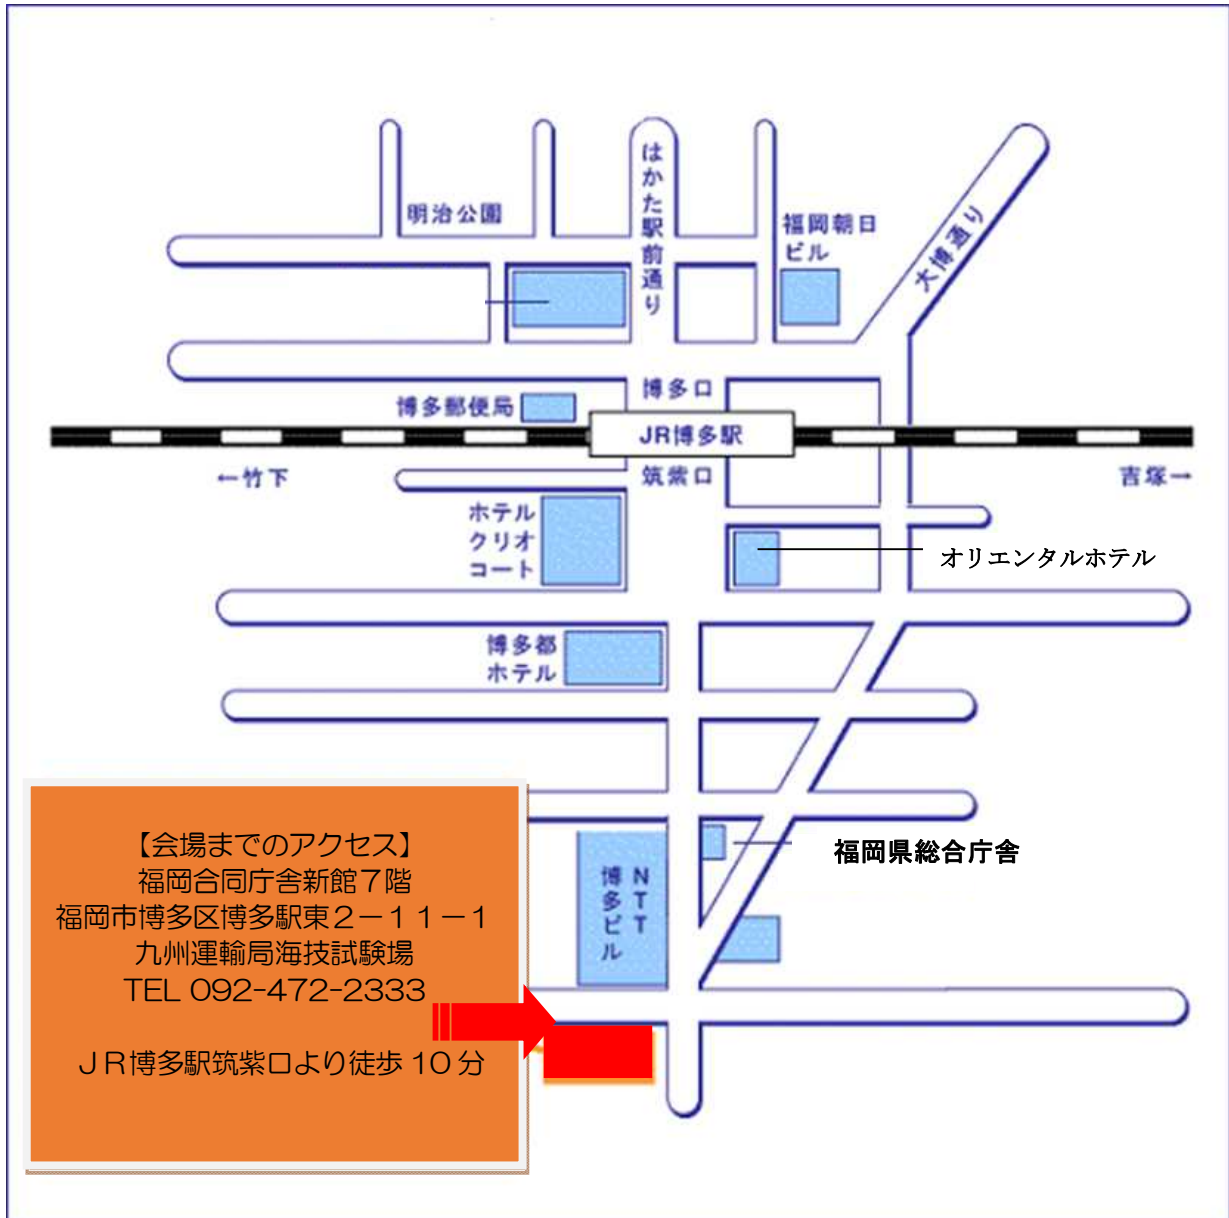 はかた駅前通り
明治公園
福岡朝日
ビル
大博通り
博多口
博多郵便局
JR博多駅
←竹下
筑紫口
吉塚→
ホテル
クリオ
コート
オリエンタルホテル
博多都
ホテル
【会場までのアクセス】
福岡合同庁舎新館7階
福岡市博多区博多駅東2－11－1
九州運輸局海技試験場
TEL 092-472-2333
JR博多駅筑紫口より徒歩10分
NTT
博多ビル
福岡県総合庁舎